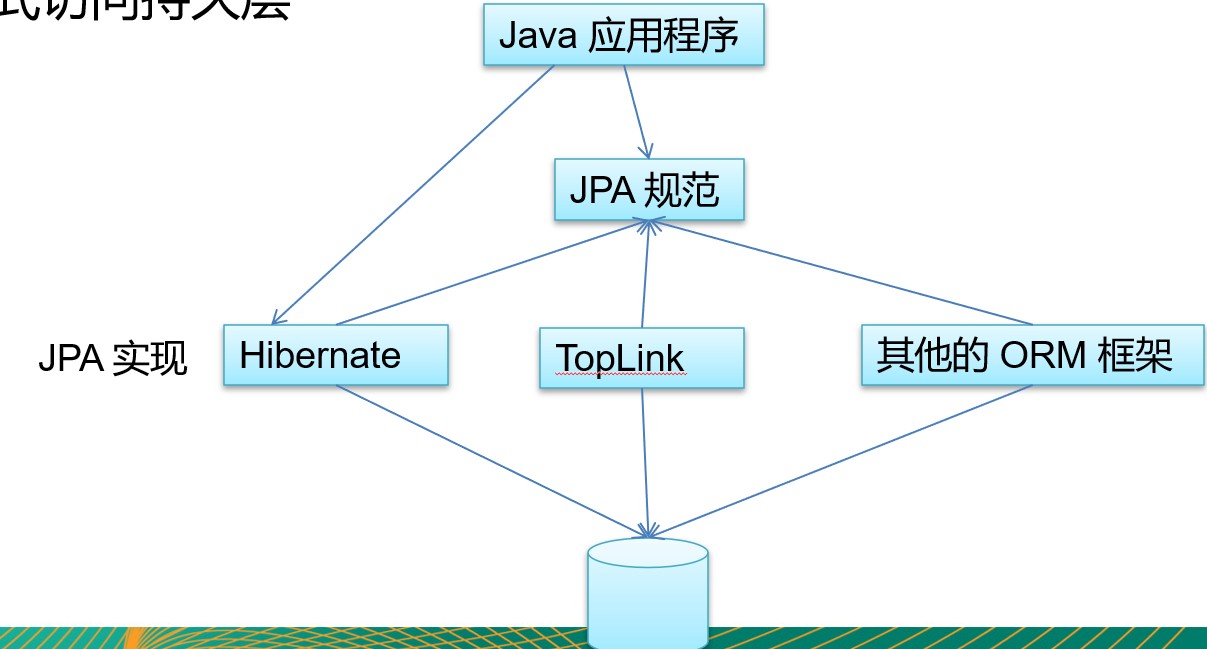 式访问持久层
Java 应用程序
JPA 规范
JPA 实现
Hibernate
TopLink
其他的 ORM 框架